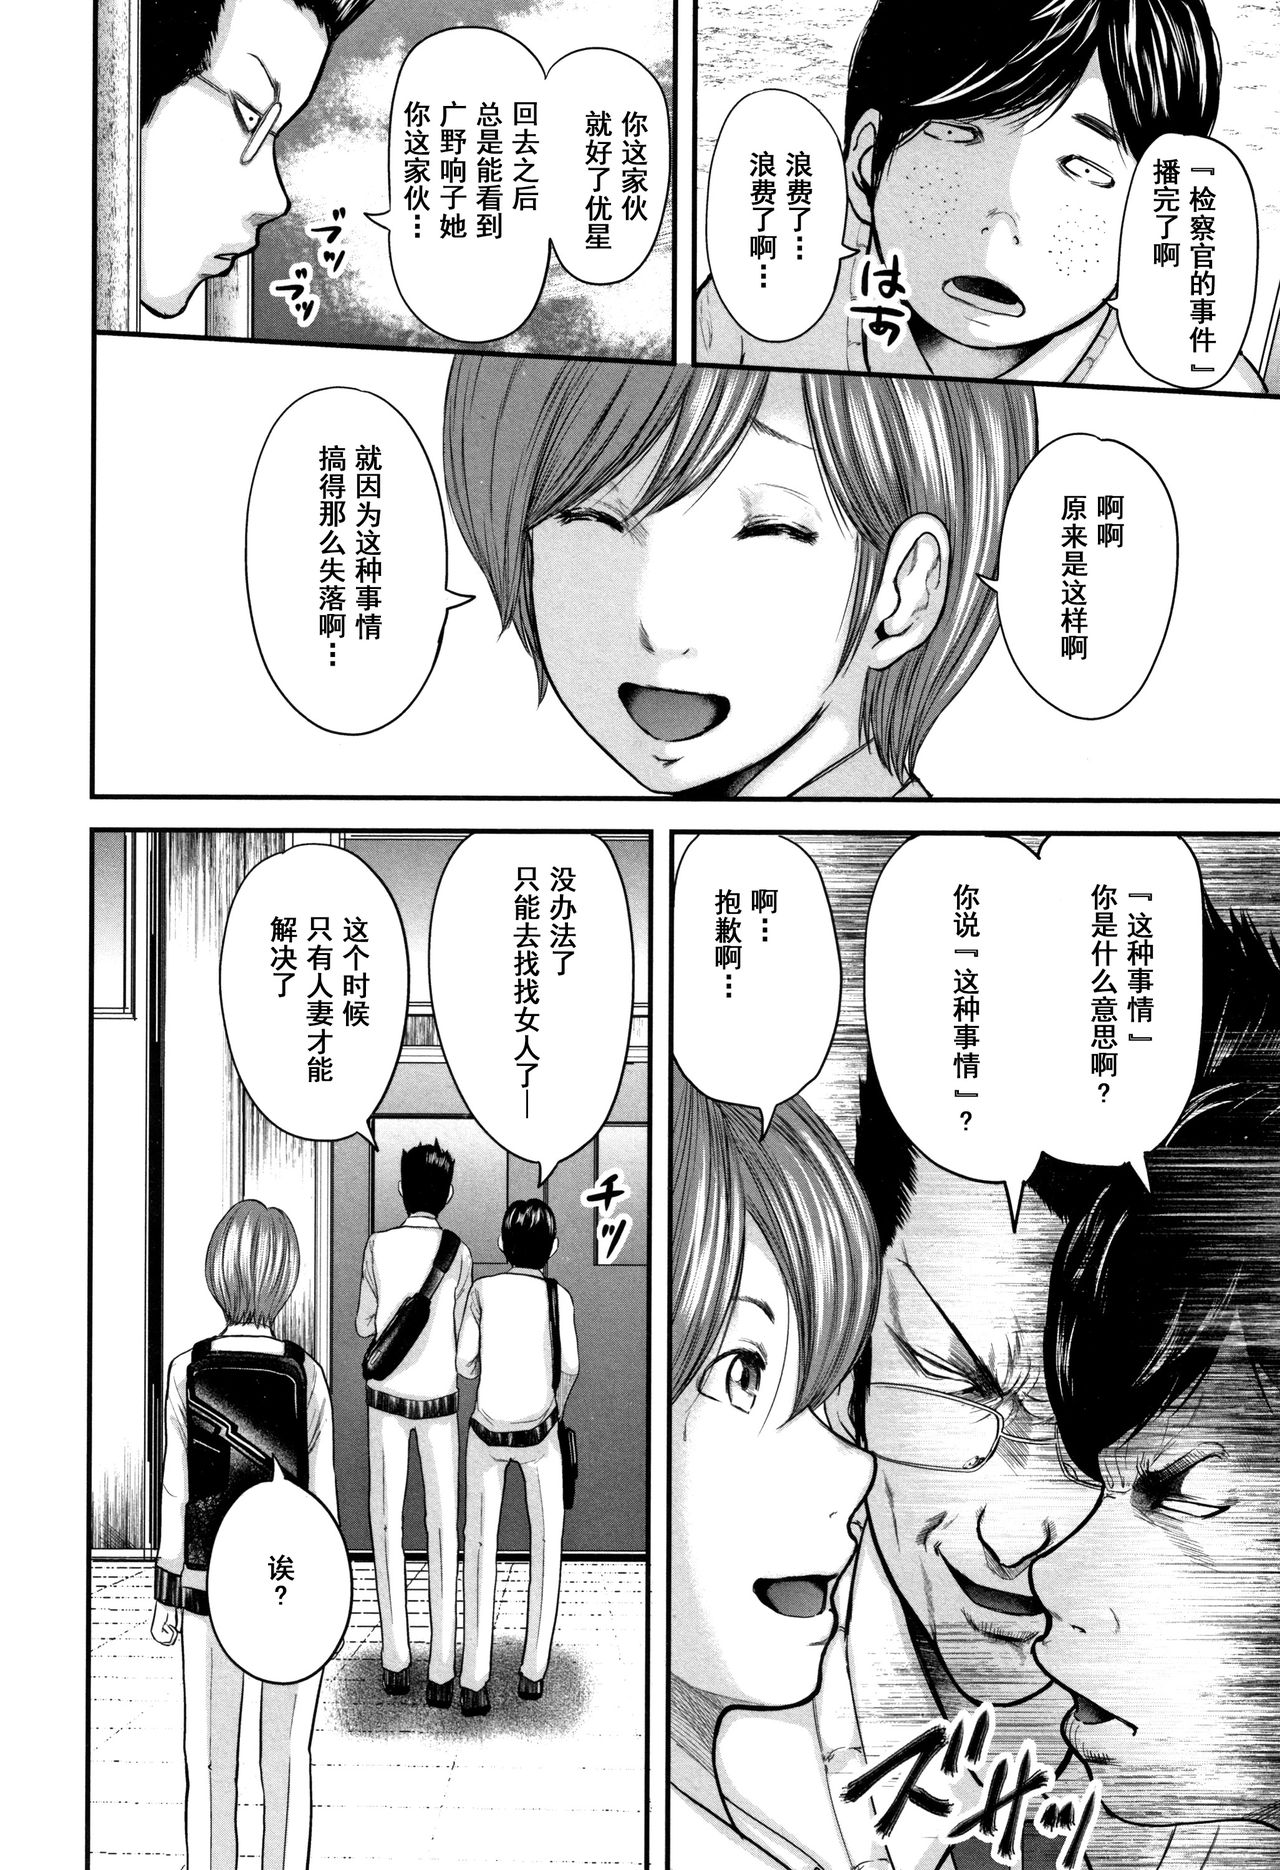 『检察官的事件』
播完了啊
浪费了…
浪费了啊…
はぁ
你这家伙
就好了优星
回去之后
总是能看到
广野响子她
你这家伙…
ブッ
ブッ
啊啊
原来是这样啊
就因为这种事情
搞得那么失落啊…
『这种事情』
你是什么意思啊?
你说『这种事情』?
啊…
抱歉啊…
ズザッ
没办法了
只能去找找女人了—
这个时候
只有人妻才能
解决了
チッ
诶?